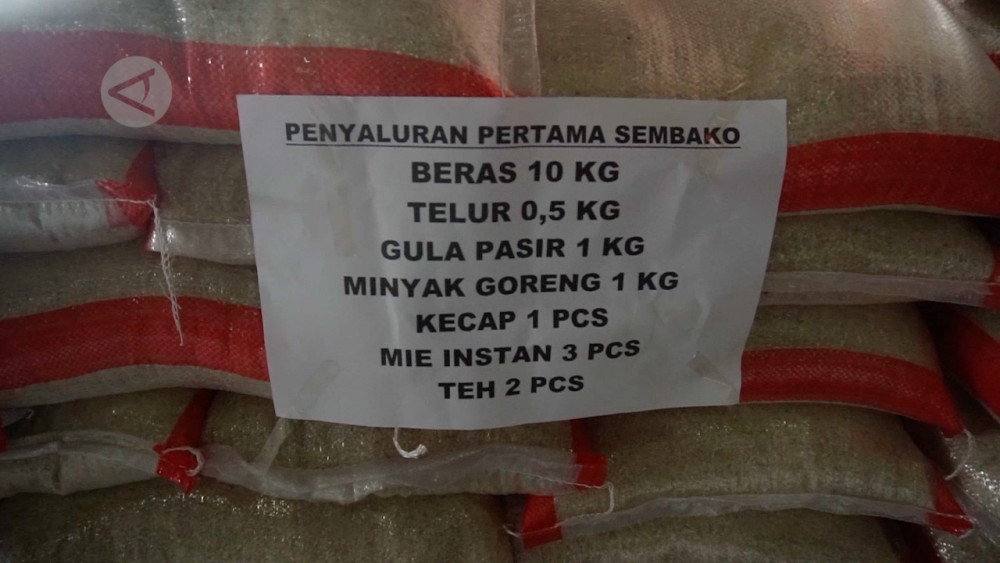 PENYALURAN PERTAMA SEMBAKO
BERAS 10 KG
TELUR 0,5 KG
GULA PASIR 1 KG
MINYAK GORENG 1 KG
KECAP 1 PCS
MIE INSTAN 3 PCS
TEH 2 PCS